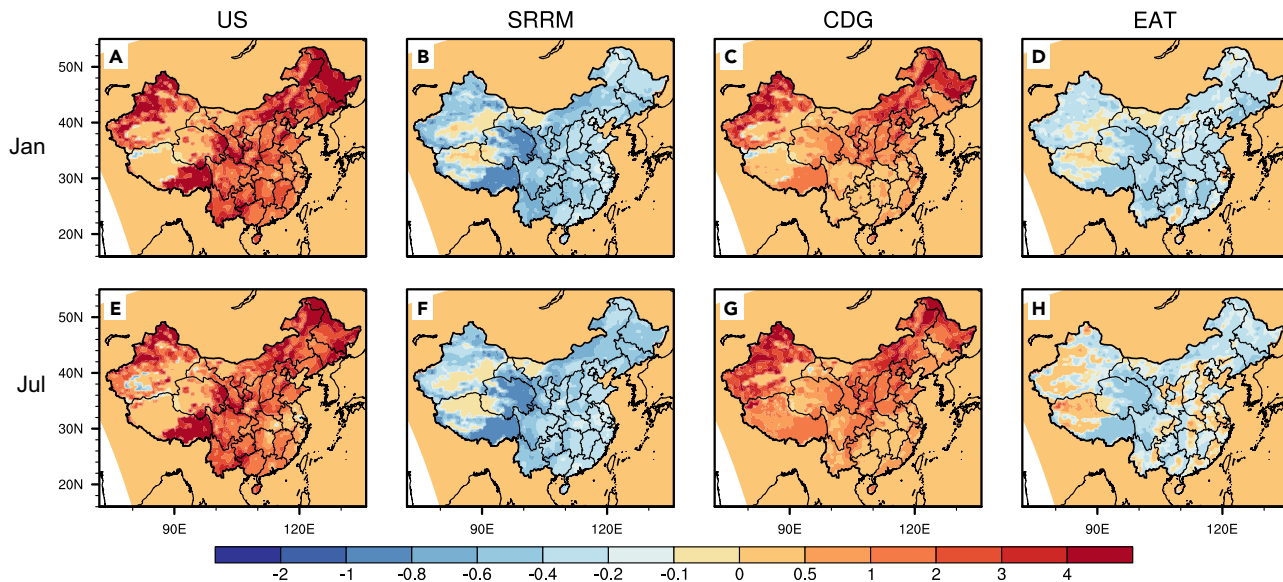 US SRRM CDG EAT
A B C D
50N
40N
Jan
30N
20N
E F G H
50N
40N
Jul
30N
20N
90E 120E 90E 120E 90E 120E 90E 120E
-2 -1 -0.8 -0.6 -0.4 -0.2 -0.1 0 0.5 1 2 3 4